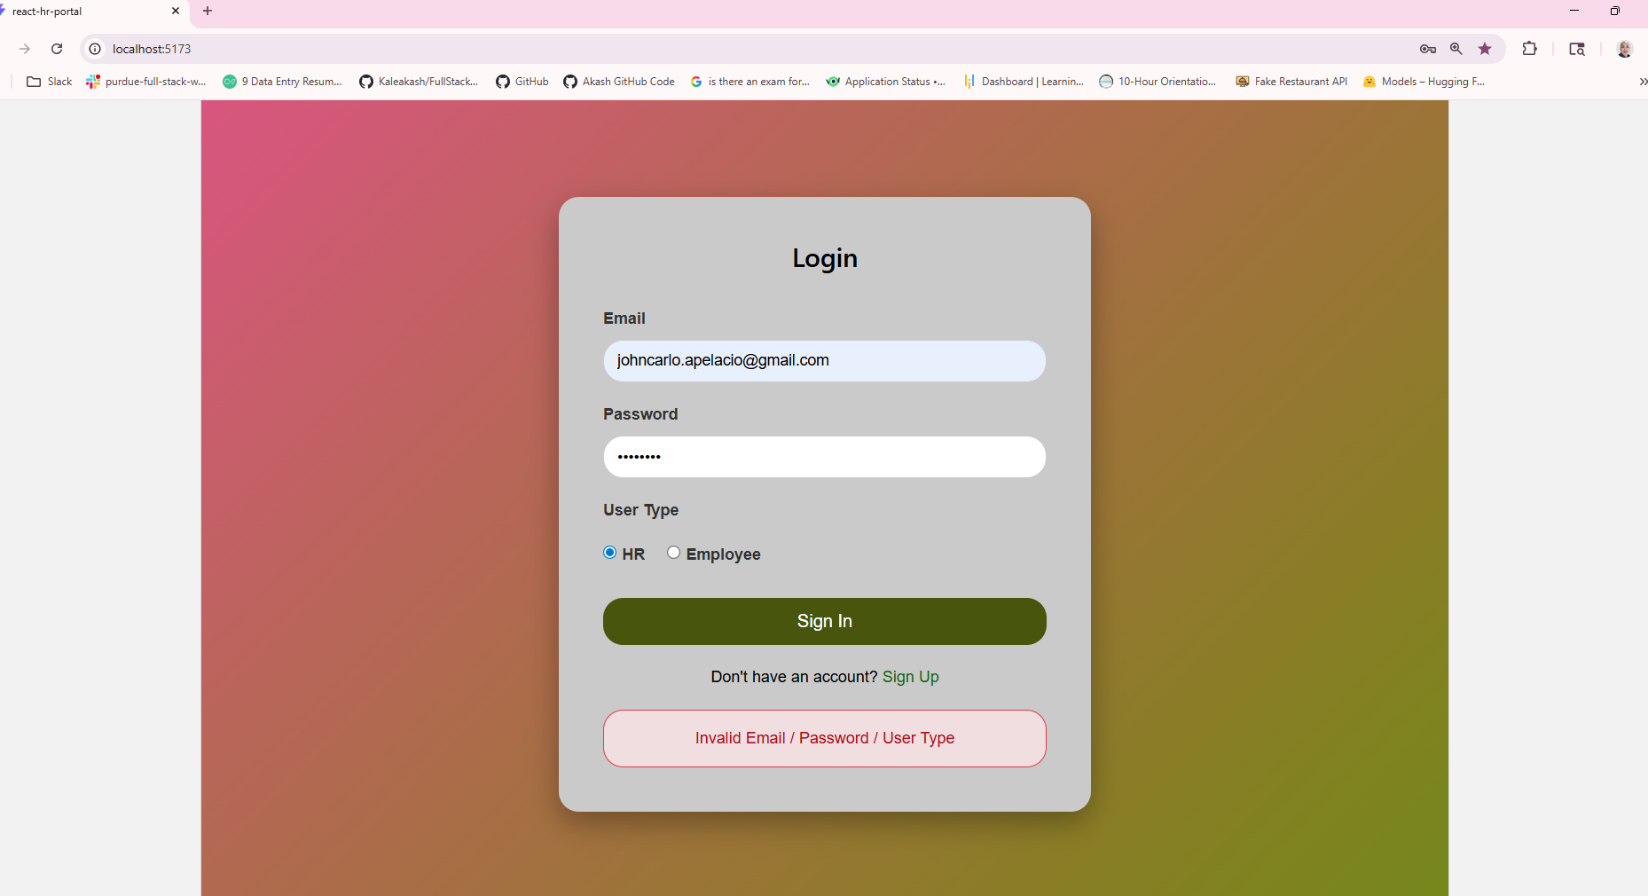 react-hr-portal
localhost:5173
Slack
purdue-full-stack-w...
9 Data Entry Resum...
Kaleakash/FullStack...
GitHub
Akash GitHub Code
is there an exam for...
Application Status •...
Dashboard | Learnin...
10-Hour Orientatio...
Fake Restaurant API
Models – Hugging F...
Login
Email
johncarlo.apelacio@gmail.com
Password
••••••••
User Type
HR Employee
Sign In
Don't have an account? Sign Up
Invalid Email / Password / User Type